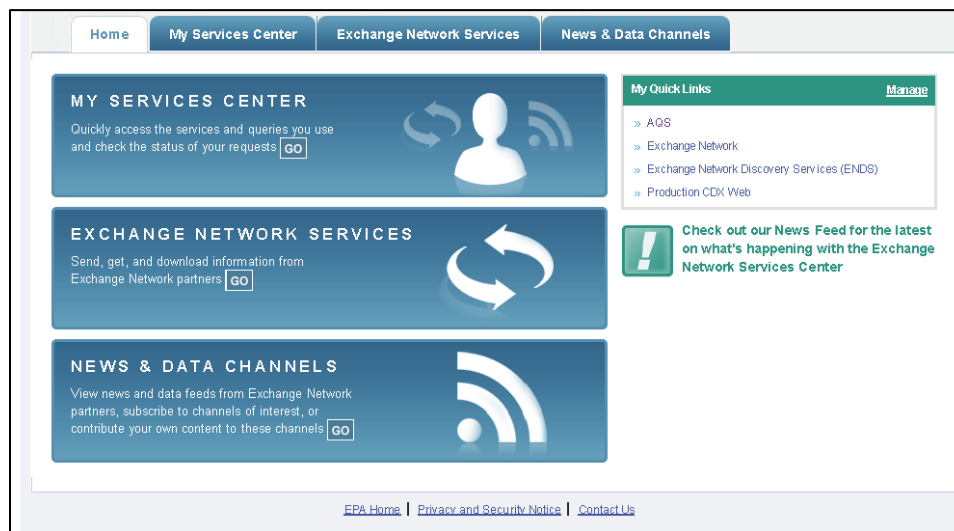 Home
My Services Center
Exchange Network Services
News & Data Channels
MY SERVICES CENTER
Quickly access the services and queries you use
and check the status of your requests GO
EXCHANGE NETWORK SERVICES
Send, get, and download information from
Exchange Network partners GO
NEWS & DATA CHANNELS
View news and data feeds from Exchange Network
partners, subscribe to channels of interest, or
contribute your own content to these channels GO
My Quick Links
Manage
» AQS
» Exchange Network
» Exchange Network Discovery Services (ENDS)
» Production CDX Web
Check out our News Feed for the latest
on what's happening with the Exchange
Network Services Center
EPA Home | Privacy and Security Notice | Contact Us